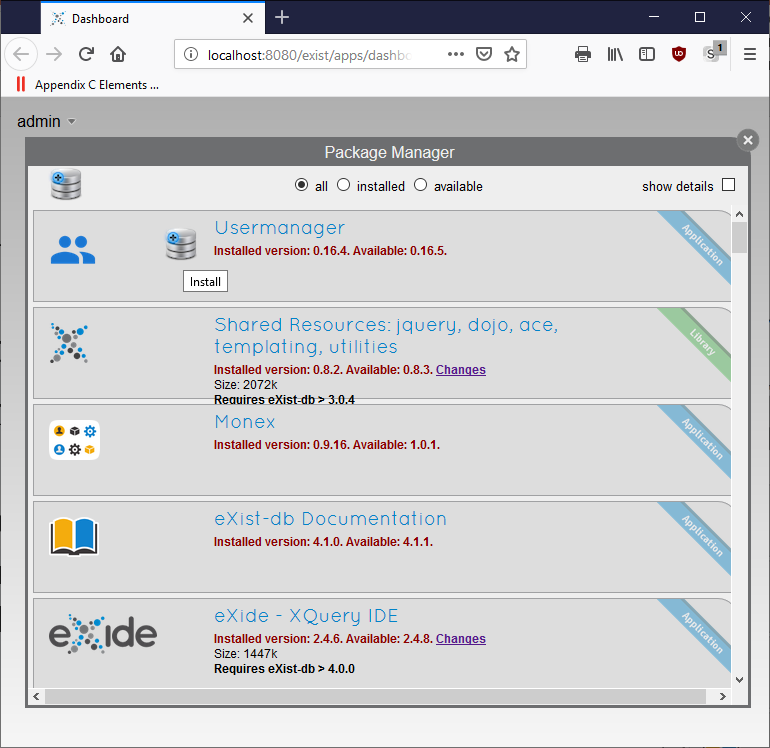 Dashboard
localhost:8080/exist/apps/dashbo
S 1
Appendix C Elements ...
admin
Package Manager
all installed available show details
Usermanager
Installed version: 0.16.4. Available: 0.16.5.
Application
Install
Shared Resources: jquery, dojo, ace,
templating, utilities
Installed version: 0.8.2. Available: 0.8.3. Changes
Size: 2072k
Requires eXist-db > 3.0.4
Library
Monex
Installed version: 0.9.16. Available: 1.0.1.
Application
eXist-db Documentation
Installed version: 4.1.0. Available: 4.1.1.
Application
eXide
eXide - XQuery IDE
Installed version: 2.4.6. Available: 2.4.8. Changes
Size: 1447k
Requires eXist-db > 4.0.0
Application